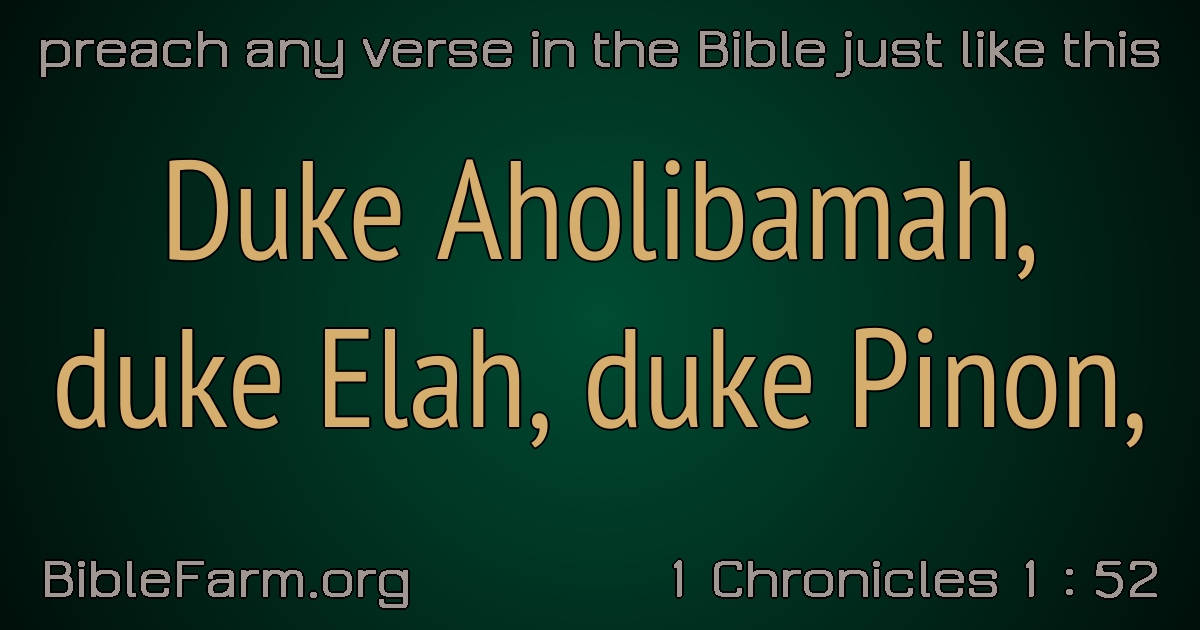 preach any verse in the Bible just like this
Duke Aholibamah,
duke Elah, duke Pinon,
BibleFarm.org
1 Chronicles 1 : 52